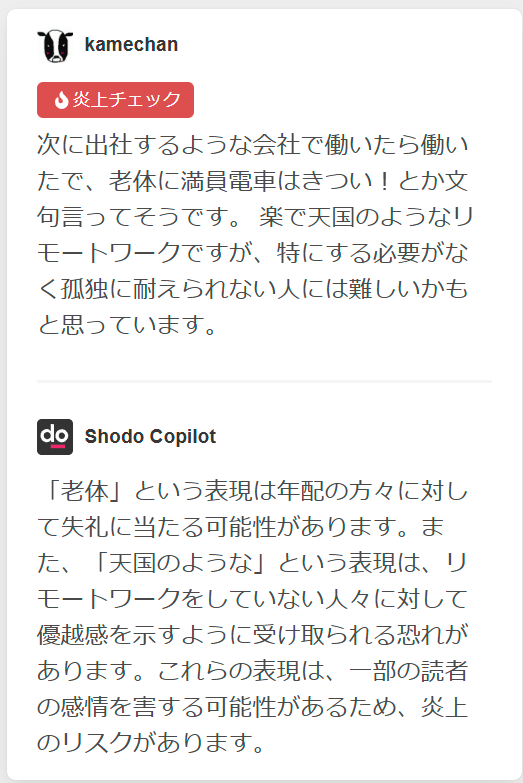 kamechan
炎上チェック
次に出社するような会社で働いたら働い
たで、老体に満員電車はきつい！とか文
句言ってそうです。 楽で天国のようなリ
モートワークですが、特にする必要がな
く孤独に耐えられない人には難しいかも
と思っています。
do
Shodo Copilot
「老体」という表現は年配の方々に対し
て失礼に当たる可能性があります。ま
た、「天国のような」という表現は、リ
モートワークをしていない人々に対して
優越感を示すように受け取られる恐れが
あります。これらの表現は、一部の読者
の感情を害する可能性があるため、炎上
のリスクがあります。